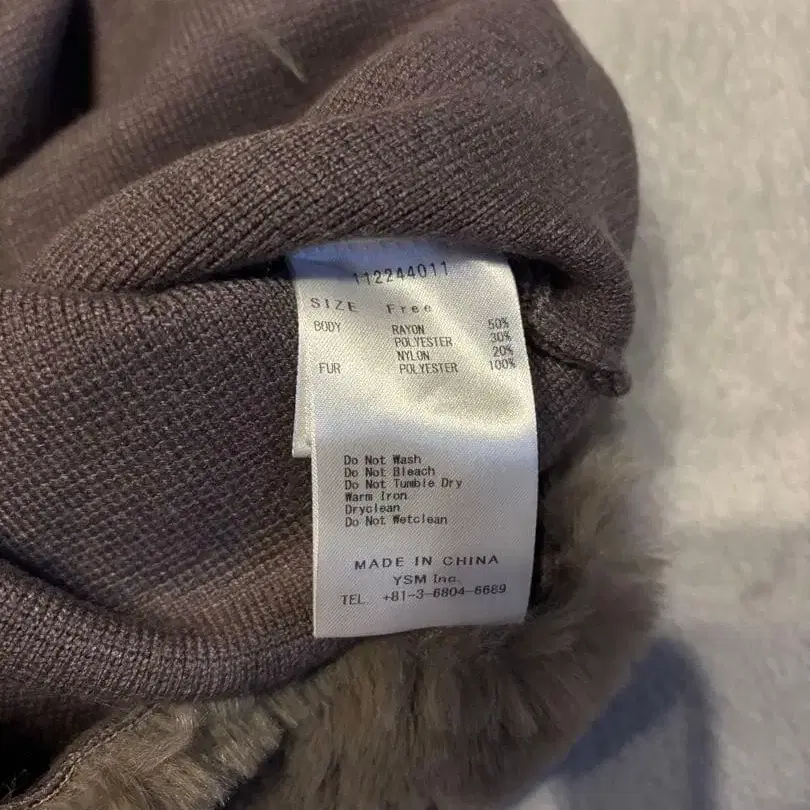 112244011
SIZE Free
BODY RAYON 50%
POLYESTER 30%
NYLON 20%
FUR POLYESTER 100%
Do Not Wash
Do Not Bleach
Do Not Tumble Dry
Warm Iron
Dryclean
Do Not Wetclean
MADE IN CHINA
YSM Inc.
TEL. +81-3-6804-6689